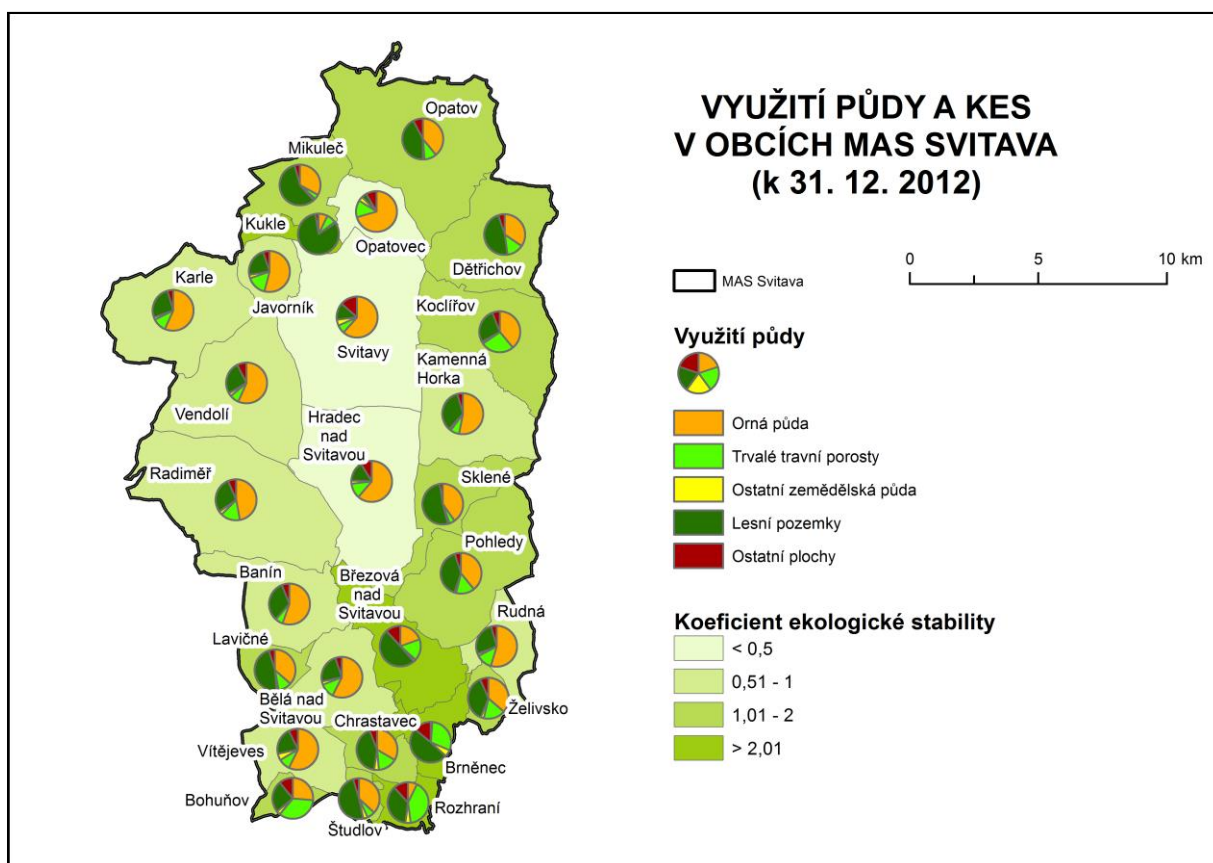 VYUŽITÍ PŮDY A KES
V OBCÍCH MAS SVITAVA
(k 31. 12. 2012)
0 5 10 km
MAS Svitava
Využití půdy
Orná půda
Trvalé travní porosty
Ostatní zemědělská půda
Lesní pozemky
Ostatní plochy
Koeficient ekologické stability
< 0,5
0,51 - 1
1,01 - 2
> 2,01
Opatov
Mikuleč
Kukle
Opatovec
Dětřichov
Karle
Javorník
Koclířov
Svitavy
Kamenná
Horka
Vendolí
Hradec
nad
Svitavou
Radiměř
Sklené
Pohledy
Banín
Březová
nad
Svitavou
Rudná
Lavičné
Bělá nad
Svitavou
Želivsko
Chrastavec
Vítějeves
Brněnec
Bohuňov
Rozhraní
Študlov